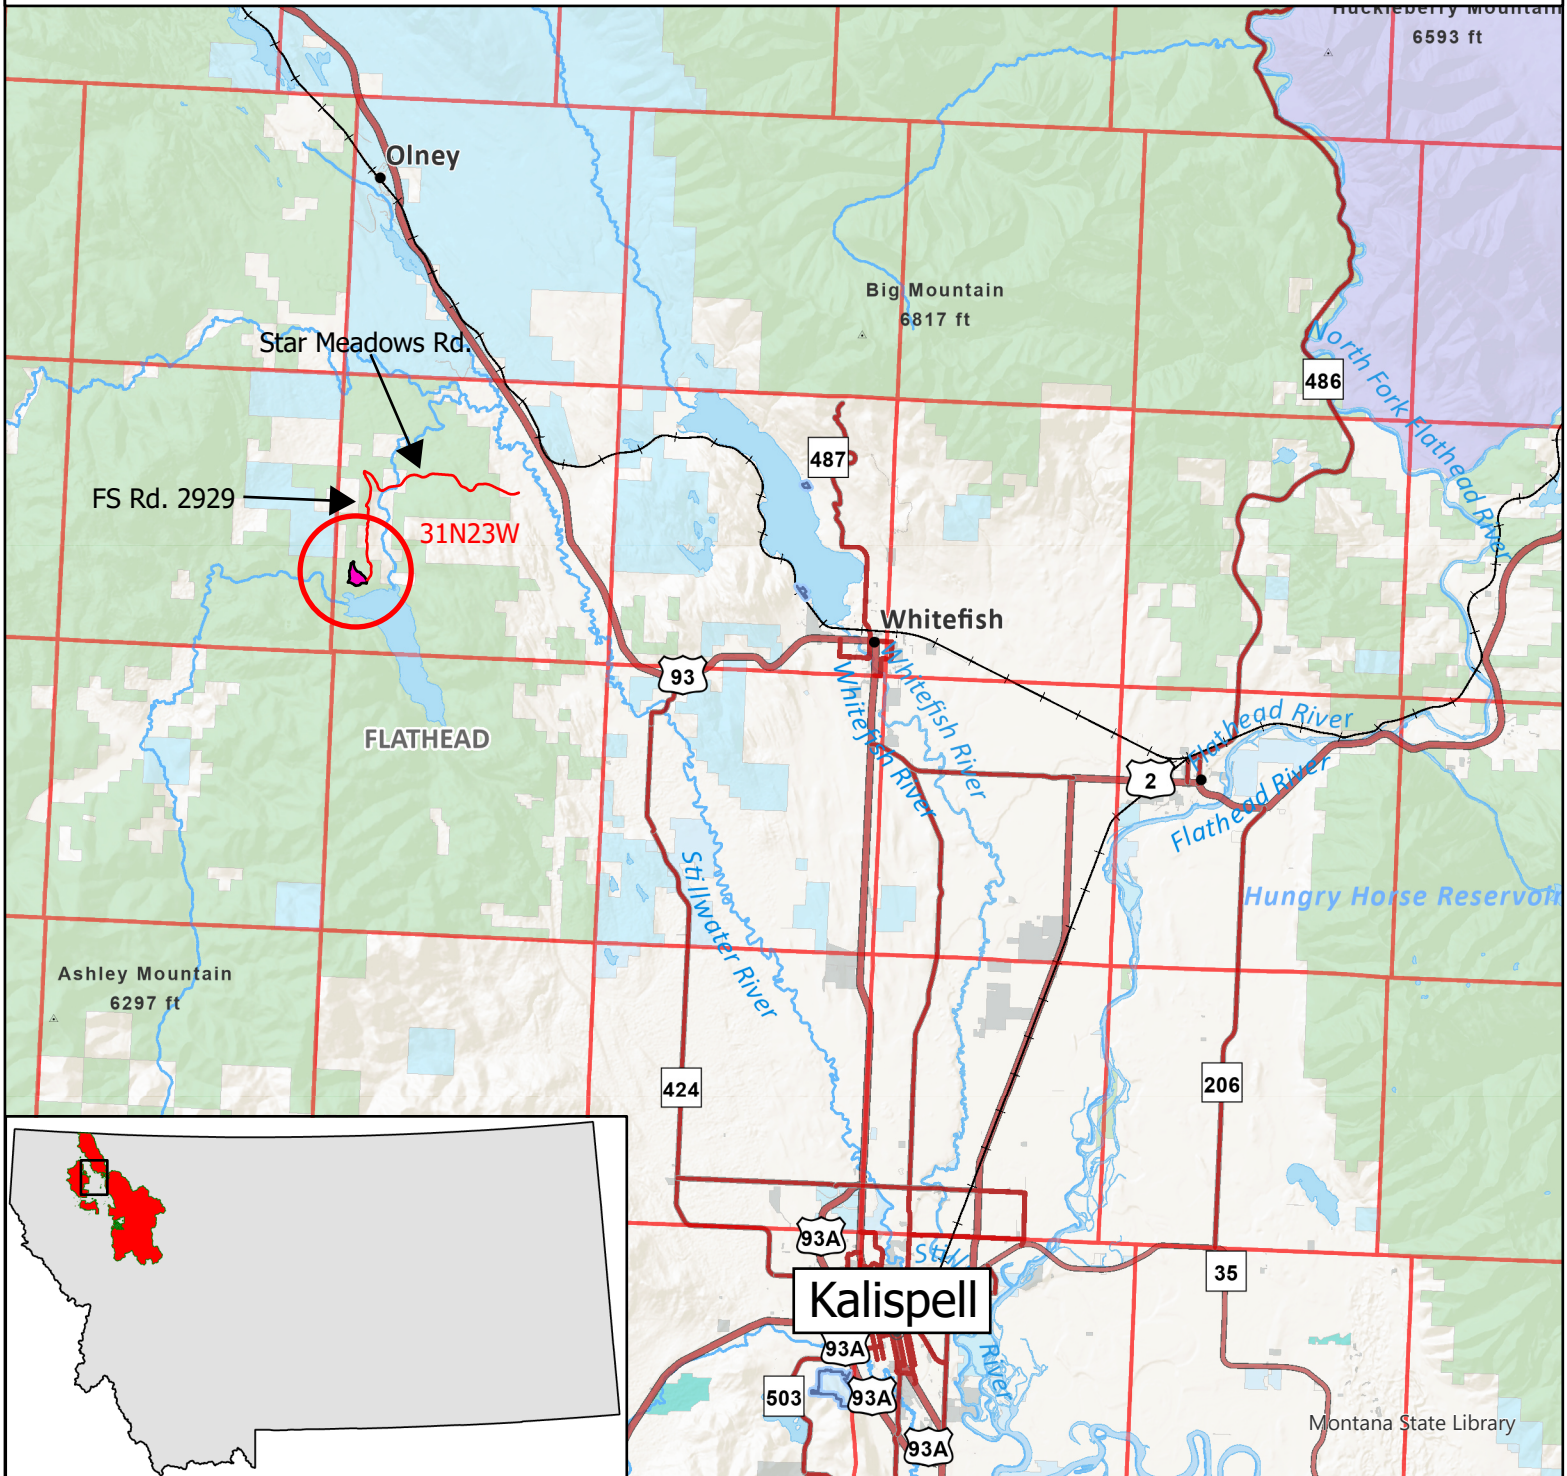 Huckleberry Mountain
6593 ft
Olney
Big Mountain
6817 ft
Star Meadows Rd.
North Fork Flathead River
486
487
FS Rd. 2929
31N23W
Whitefish
93
Whitefish River
Whitefish River
FLATHEAD
Flathead River
2
Flathead River
Stillwater River
Hungry Horse Reservoir
Ashley Mountain
6297 ft
424
206
93A
35
Kalispell
93A
River
503
93A
93A
Montana State Library